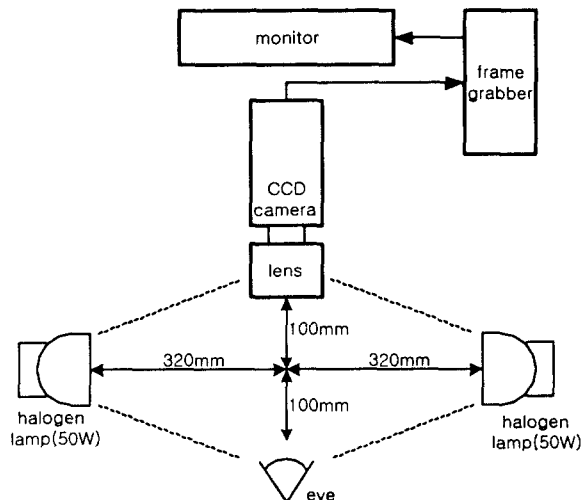 monitor
frame
grabber
CCD
camera
lens
100mm
320mm
320mm
100mm
halogen
lamp(50W)
halogen
lamp(50W)
eye